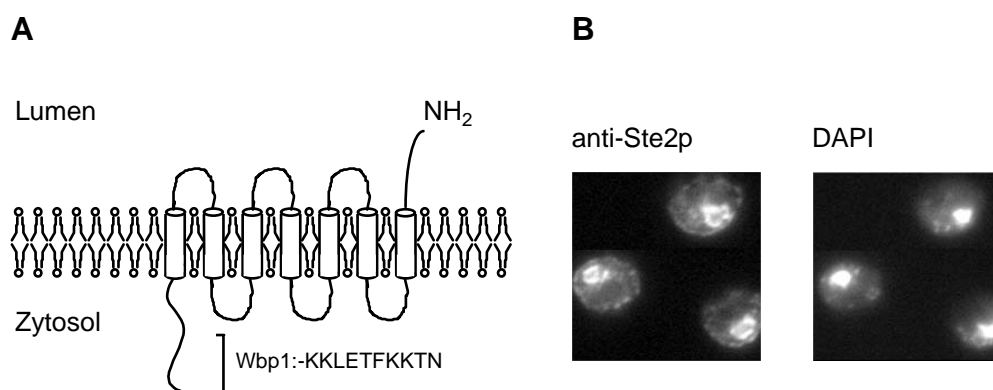 A
B
Lumen
NH₂
anti-Ste2p
DAPI
Zytosol
Wbp1:-KKLETFKKTN